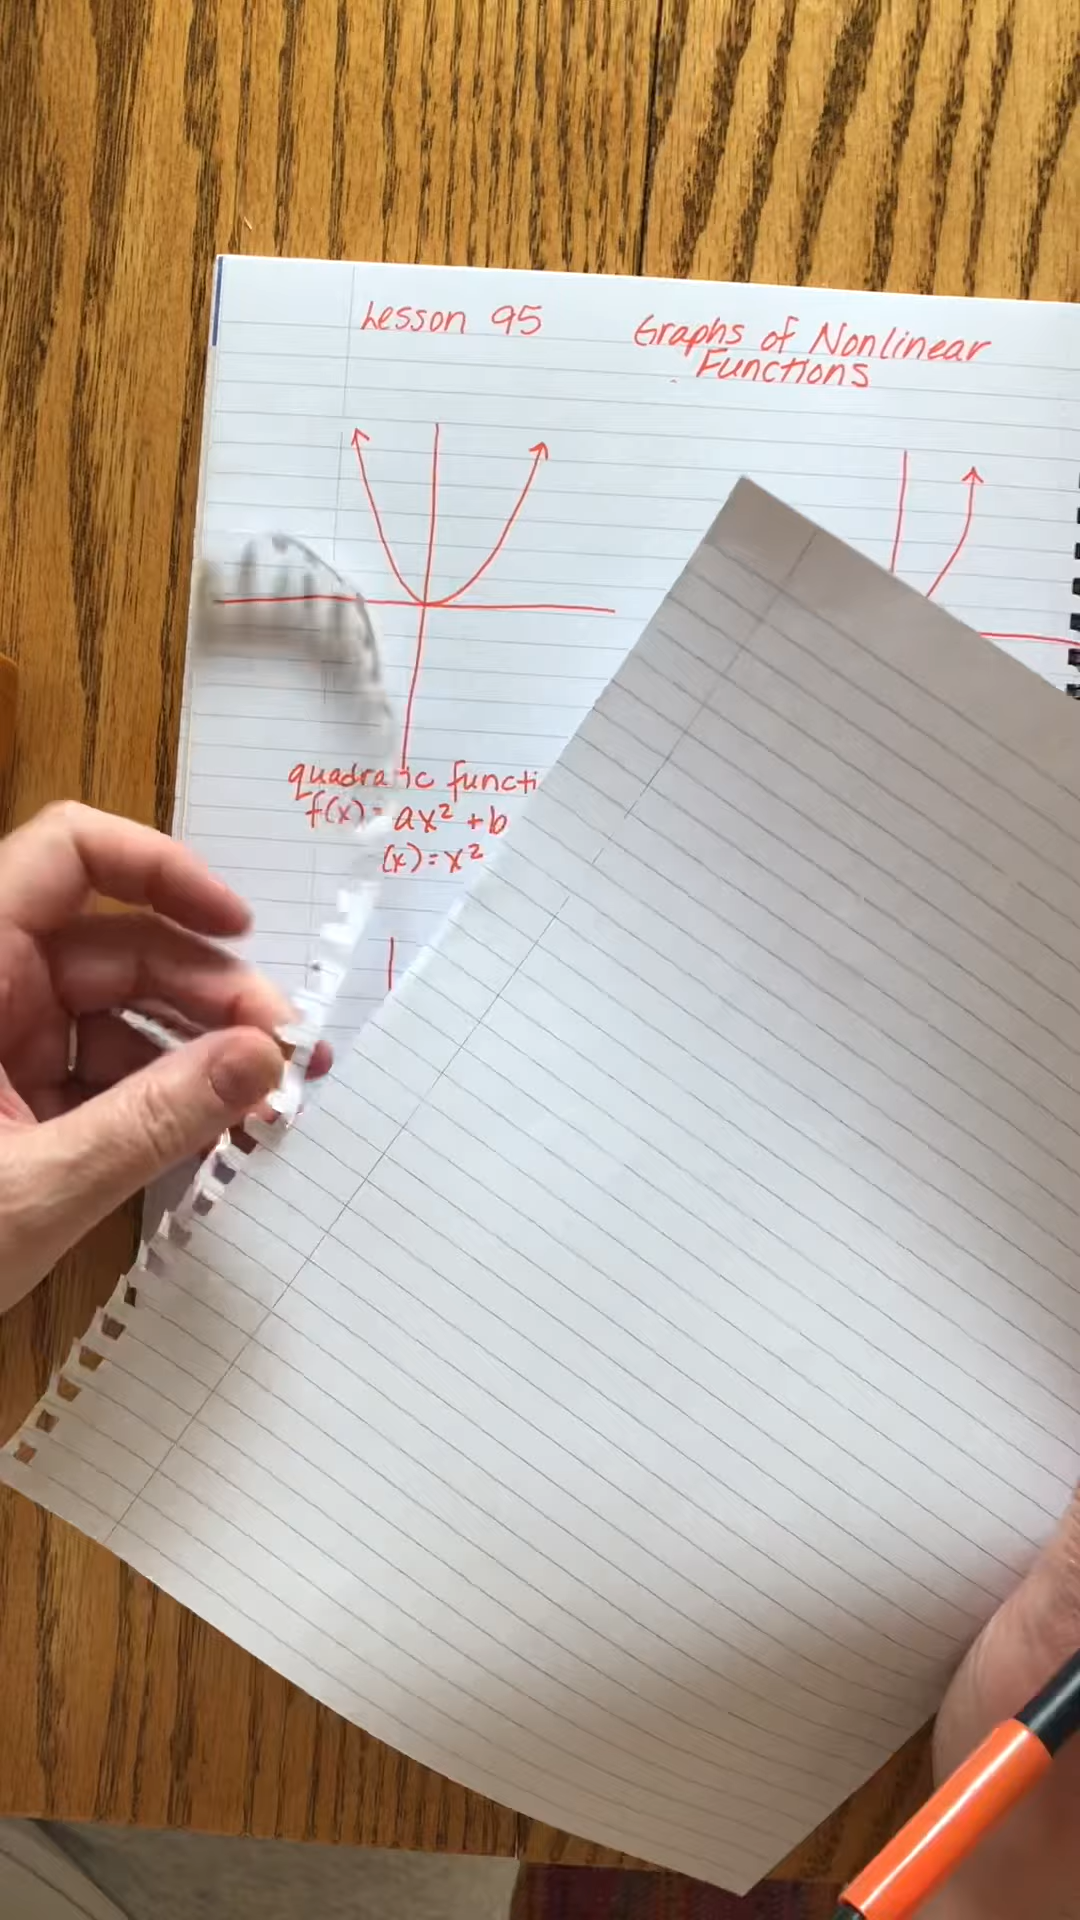 Lesson 95
Graphs of Nonlinear
Functions
quadratic functi
f(x) = ax² + b
(x) = x²